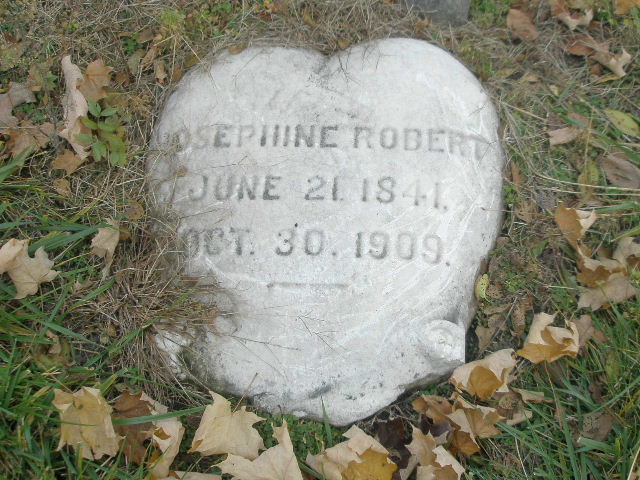 JOSEPHINE ROBERT
JUNE 21. 1841.
OCT. 30. 1909.